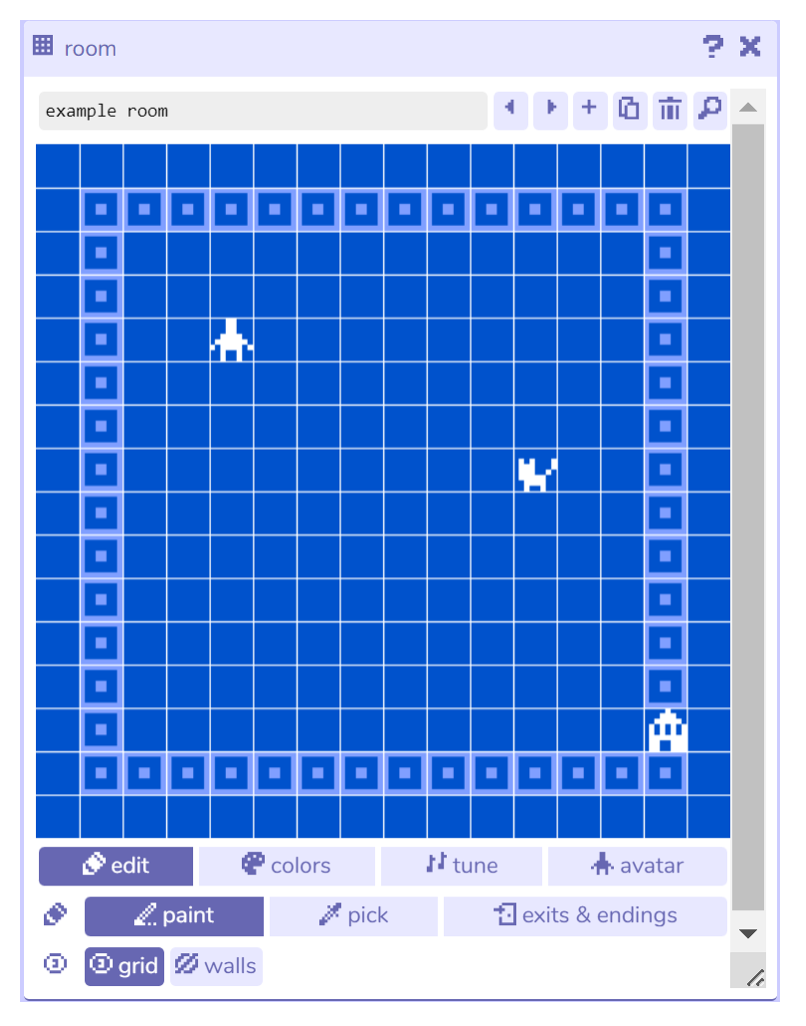 room
example room
edit colors tune avatar
paint pick exits & endings
grid walls